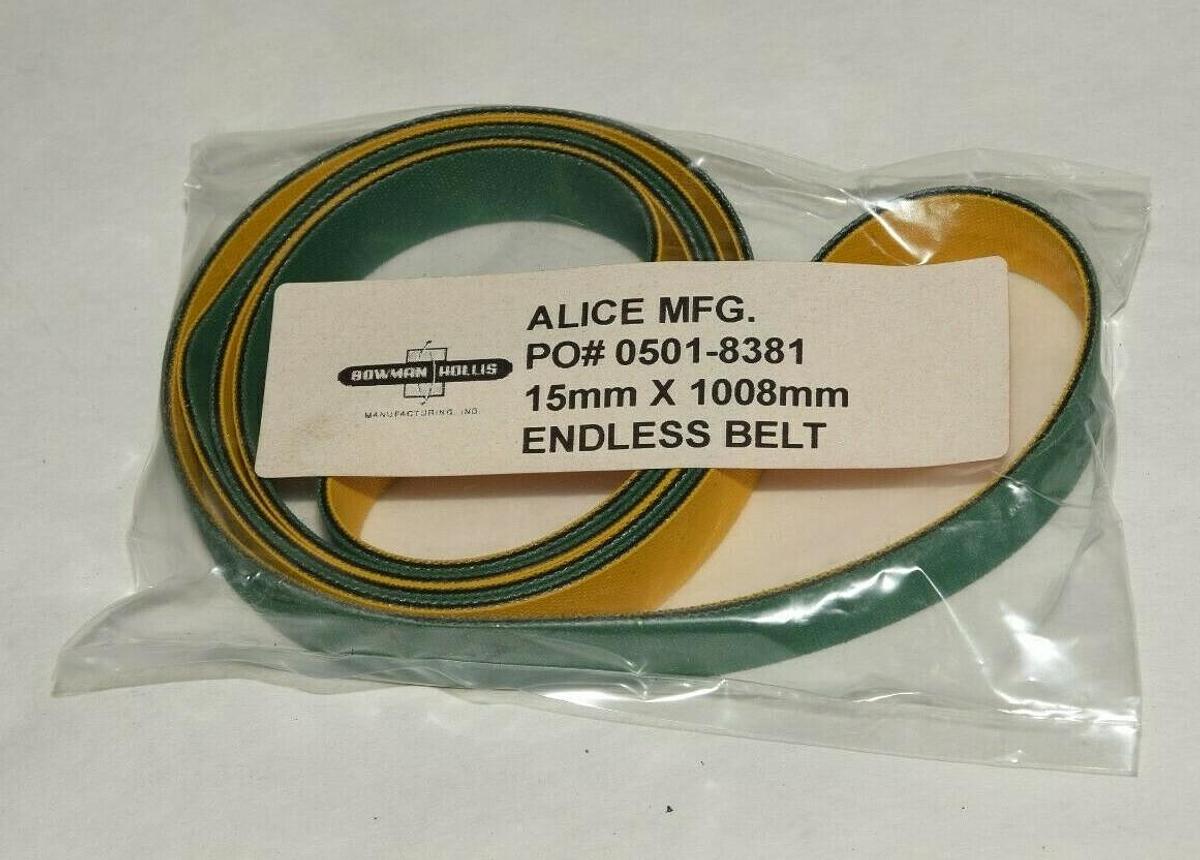 BOWMAN HOLLIS
MANUFACTURING, INC.
ALICE MFG.
PO# 0501-8381
15mm X 1008mm
ENDLESS BELT